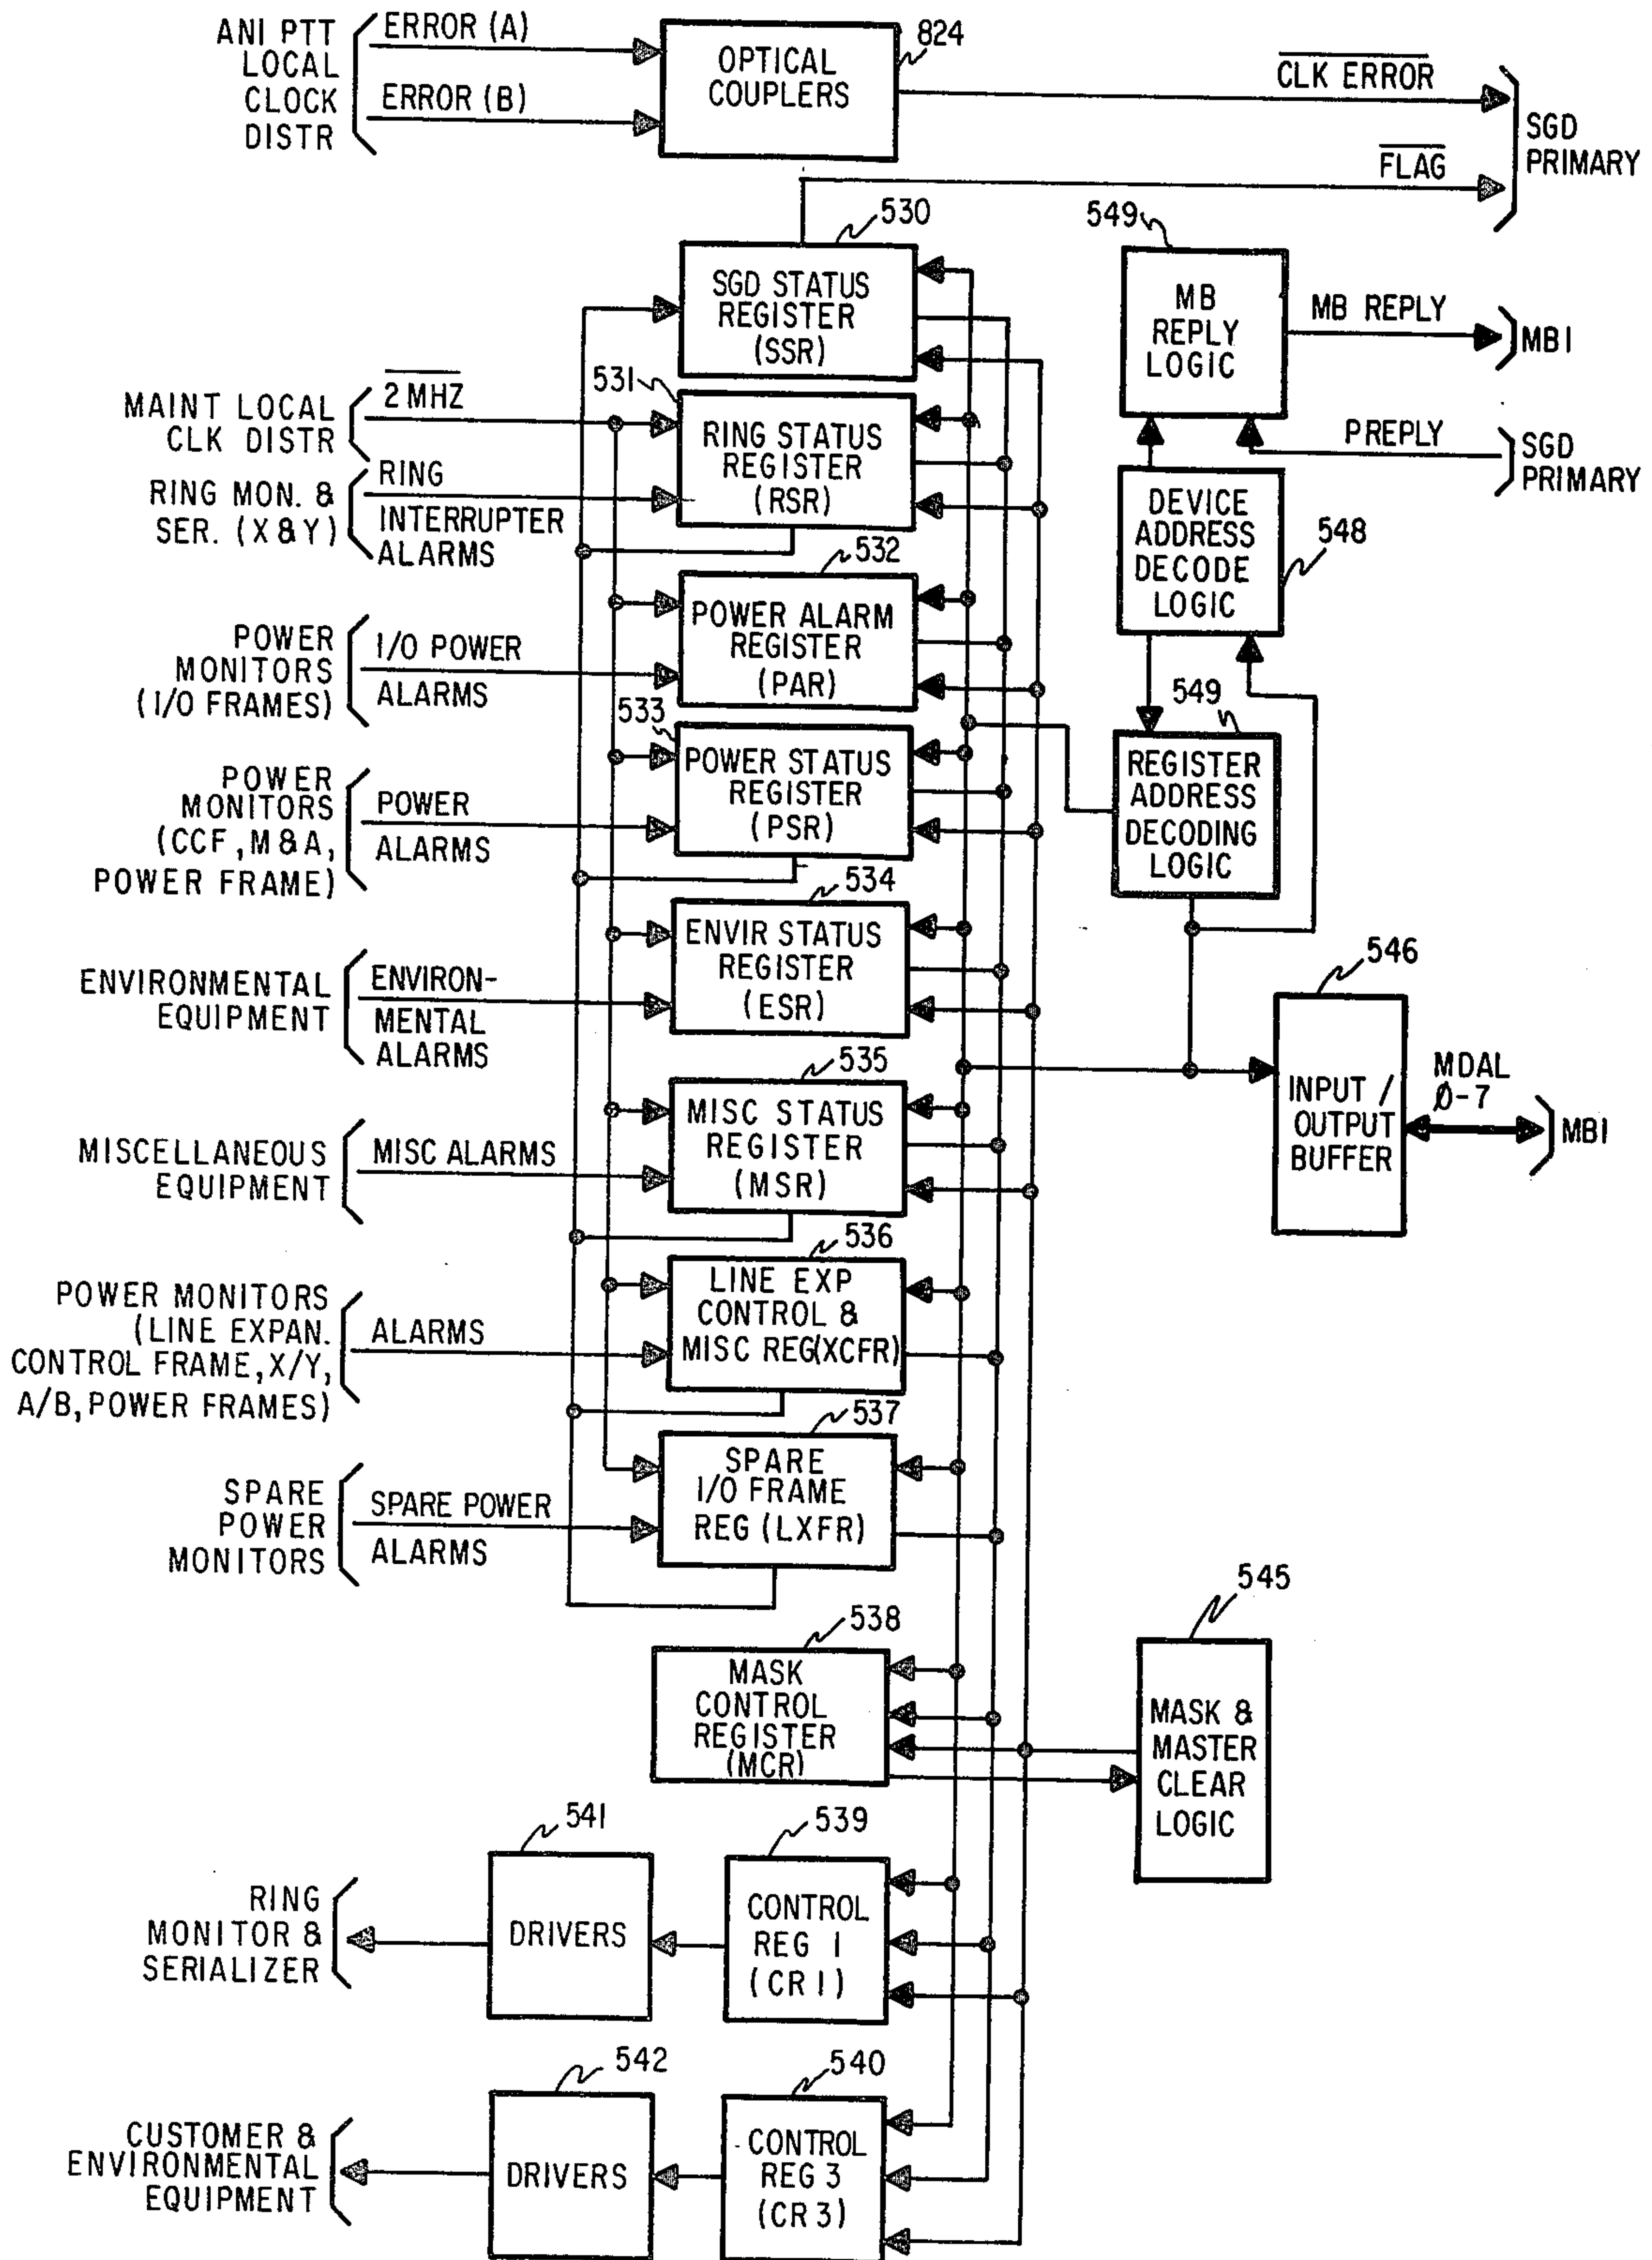 ANI PTT
LOCAL
CLOCK
DISTR
ERROR (A)
ERROR (B)
OPTICAL
COUPLERS
824
CLK ERROR
FLAG
SGD
PRIMARY
530
SGD STATUS
REGISTER
(SSR)
549
MB
REPLY
LOGIC
MB REPLY
MBI
PREPLY
SGD
PRIMARY
MAINT LOCAL
CLK DISTR
2 MHZ
531
RING STATUS
REGISTER
(RSR)
RING MON. &
SER. (X & Y)
RING
INTERRUPTER
ALARMS
DEVICE
ADDRESS
DECODE
LOGIC
548
532
POWER ALARM
REGISTER
(PAR)
POWER
MONITORS
(I/O FRAMES)
I/O POWER
ALARMS
533
POWER STATUS
REGISTER
(PSR)
549
REGISTER
ADDRESS
DECODING
LOGIC
POWER
MONITORS
(CCF, M & A,
POWER FRAME)
POWER
ALARMS
534
ENVIR STATUS
REGISTER
(ESR)
ENVIRONMENTAL
EQUIPMENT
ENVIRON-
MENTAL
ALARMS
546
INPUT /
OUTPUT
BUFFER
MDAL
Ø-7
MBI
535
MISC STATUS
REGISTER
(MSR)
MISCELLANEOUS
EQUIPMENT
MISC ALARMS
536
LINE EXP
CONTROL &
MISC REG(XCFR)
POWER MONITORS
(LINE EXPAN.
CONTROL FRAME, X/Y,
A/B, POWER FRAMES)
ALARMS
537
SPARE
I/O FRAME
REG (LXFR)
SPARE
POWER
MONITORS
SPARE POWER
ALARMS
538
MASK
CONTROL
REGISTER
(MCR)
545
MASK &
MASTER
CLEAR
LOGIC
541
DRIVERS
539
CONTROL
REG 1
(CR 1)
RING
MONITOR &
SERIALIZER
542
DRIVERS
540
CONTROL
REG 3
(CR 3)
CUSTOMER &
ENVIRONMENTAL
EQUIPMENT